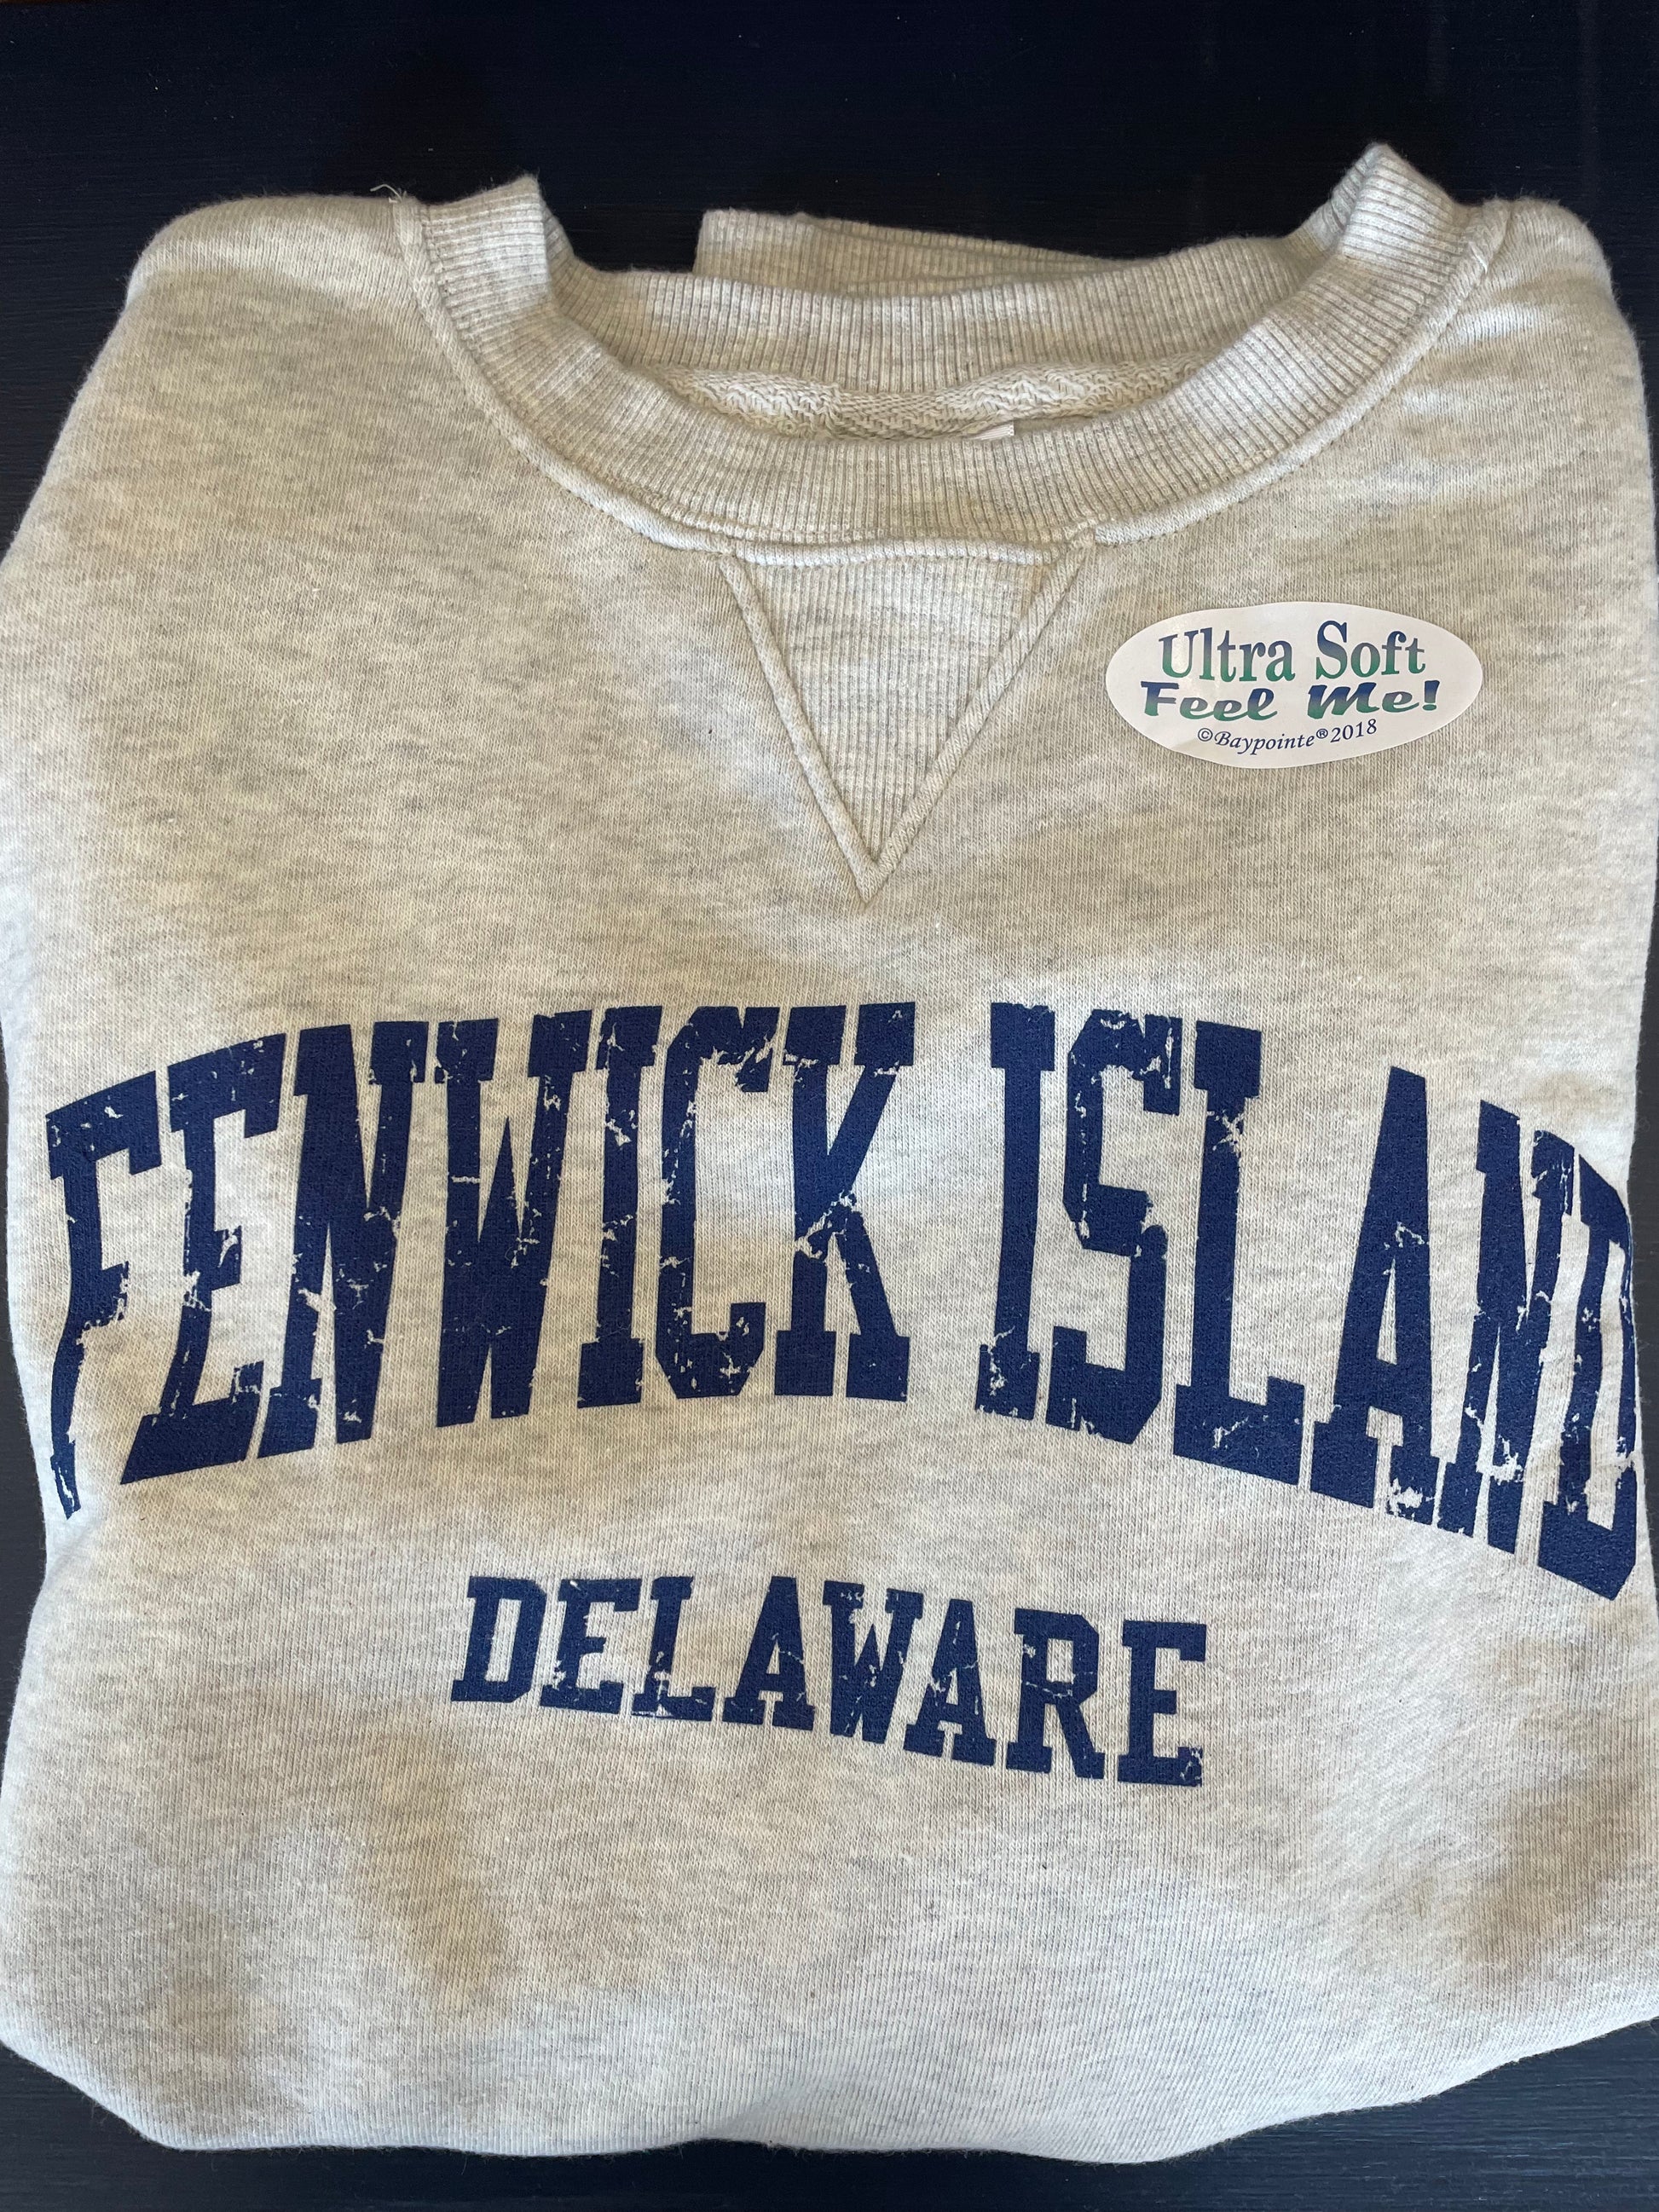 Ultra Soft
Feel Me!
©Baypointe®2018
FENWICK ISLAND
DELAWARE